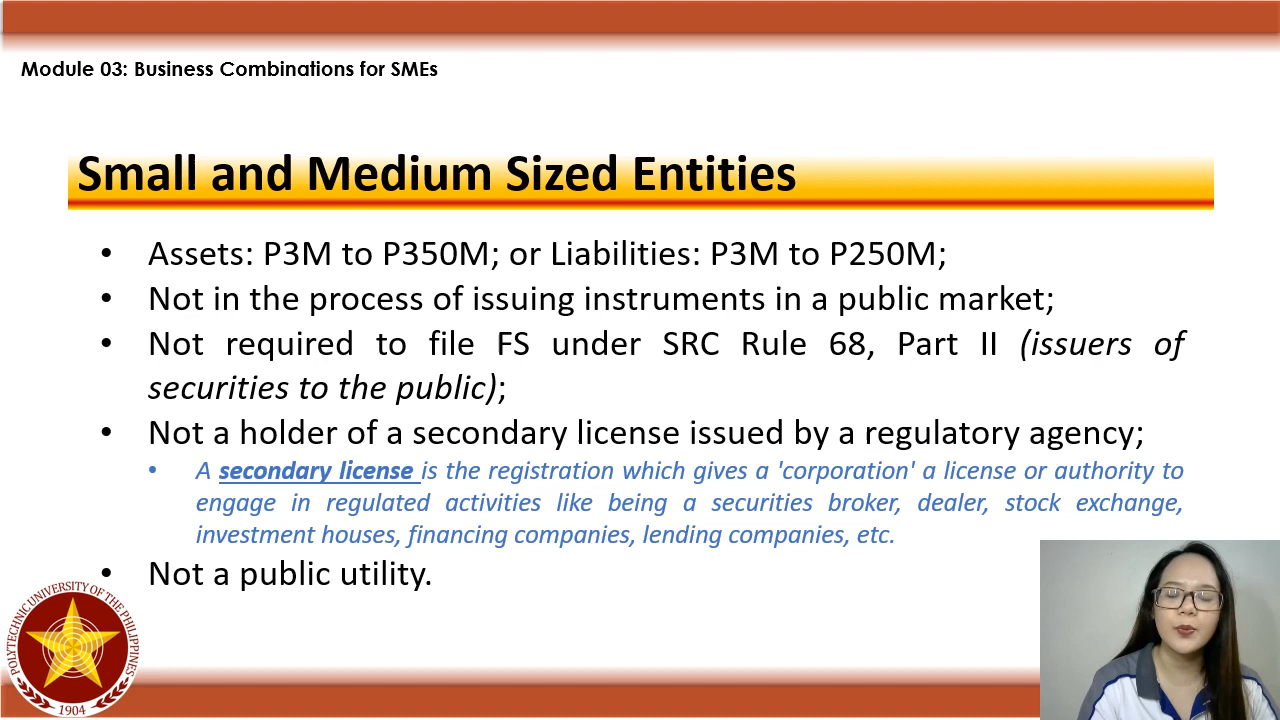 Module 03: Business Combinations for SMEs
Small and Medium Sized Entities
• Assets: P3M to P350M; or Liabilities: P3M to P250M;
• Not in the process of issuing instruments in a public market;
• Not required to file FS under SRC Rule 68, Part II (issuers of
securities to the public);
• Not a holder of a secondary license issued by a regulatory agency;
• A secondary license is the registration which gives a 'corporation' a license or authority to
engage in regulated activities like being a securities broker, dealer, stock exchange,
investment houses, financing companies, lending companies, etc.
• Not a public utility.
POLYTECHNIC UNIVERSITY OF THE PHILIPPINES
1904